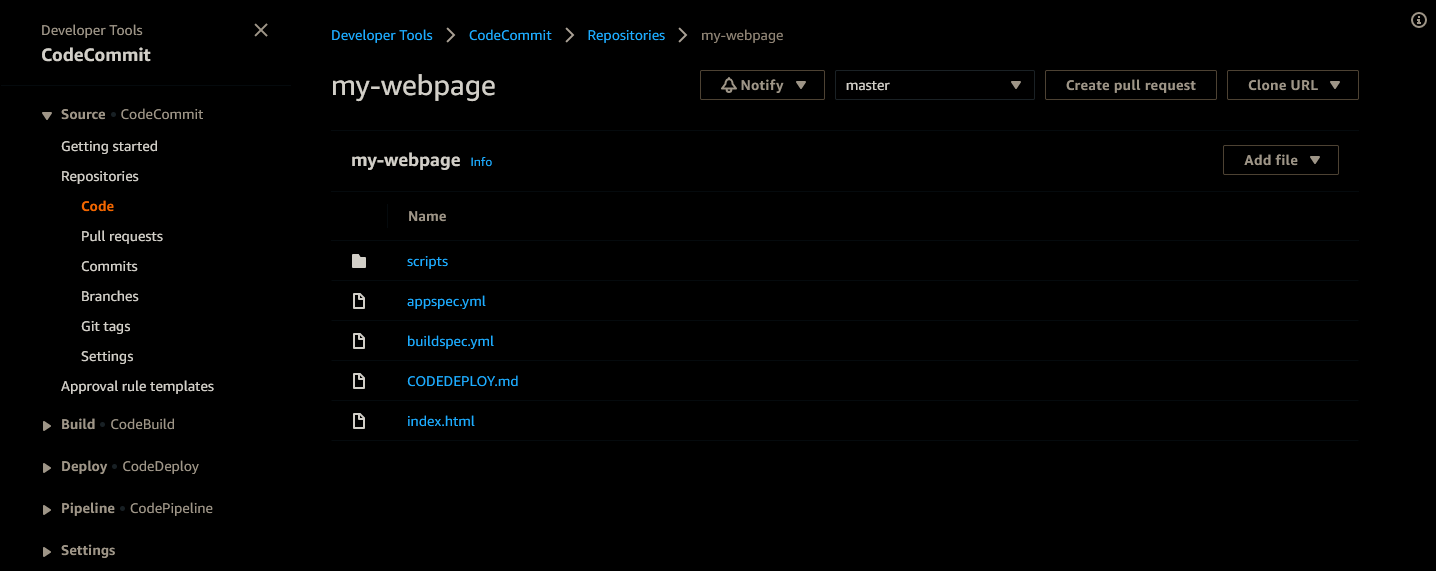 Developer Tools
CodeCommit
Source • CodeCommit
Getting started
Repositories
Code
Pull requests
Commits
Branches
Git tags
Settings
Approval rule templates
Build • CodeBuild
Deploy • CodeDeploy
Pipeline • CodePipeline
Settings
Developer Tools > CodeCommit > Repositories > my-webpage
my-webpage
Notify
master
Create pull request
Clone URL
my-webpage Info
Add file
Name
scripts
appspec.yml
buildspec.yml
CODEDEPLOY.md
index.html